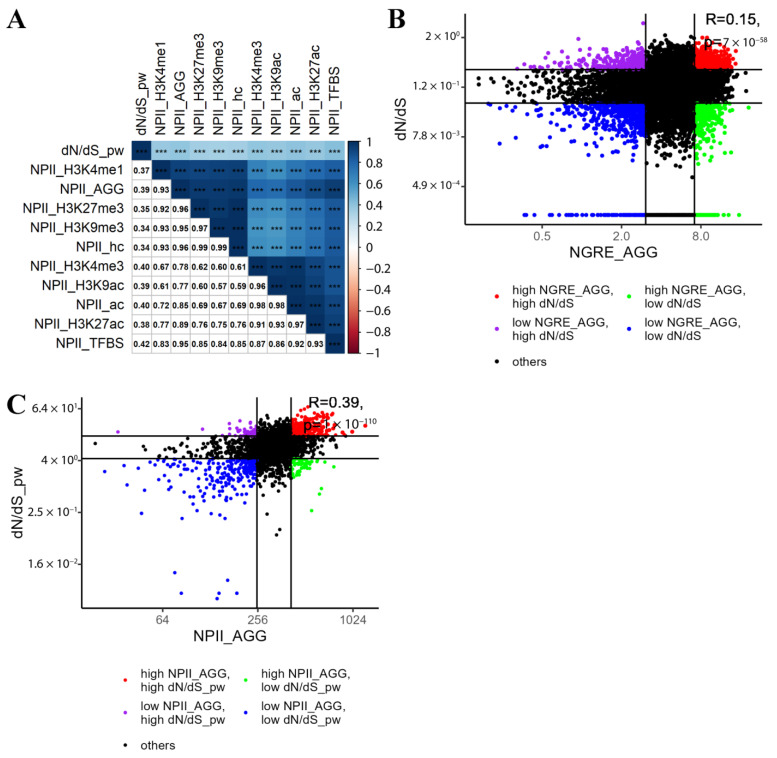 A
dN/dS_pw
NPII_H3K4me1
NPII_AGG
NPII_H3K27me3
NPII_H3K9me3
NPII_hc
NPII_H3K4me3
NPII_H3K9ac
NPII_ac
NPII_H3K27ac
NPII_TFBS
dN/dS_pw *** *** *** *** *** *** *** *** *** *** ***
NPII_H3K4me1 0.37 *** *** *** *** *** *** *** *** *** ***
NPII_AGG 0.39 0.93 *** *** *** *** *** *** *** *** ***
NPII_H3K27me3 0.35 0.92 0.96 *** *** *** *** *** *** *** ***
NPII_H3K9me3 0.34 0.93 0.95 0.97 *** *** *** *** *** *** ***
NPII_hc 0.34 0.93 0.96 0.99 0.99 *** *** *** *** *** ***
NPII_H3K4me3 0.40 0.67 0.78 0.62 0.60 0.61 *** *** *** *** ***
NPII_H3K9ac 0.39 0.61 0.77 0.60 0.57 0.59 0.96 *** *** *** ***
NPII_ac 0.40 0.72 0.85 0.69 0.67 0.69 0.98 0.98 *** *** ***
NPII_H3K27ac 0.38 0.77 0.89 0.76 0.75 0.76 0.91 0.93 0.97 *** ***
NPII_TFBS 0.42 0.83 0.95 0.85 0.84 0.85 0.87 0.86 0.92 0.93 ***
1
0.8
0.6
0.4
0.2
0
−0.2
−0.4
−0.6
−0.8
−1
B
R=0.15,
p=7 × 10⁻⁵⁸
dN/dS
2 × 10⁰
1.2 × 10⁻¹
7.8 × 10⁻³
4.9 × 10⁻⁴
0.5 2.0 8.0
NGRE_AGG
high NGRE_AGG,
high dN/dS
high NGRE_AGG,
low dN/dS
low NGRE_AGG,
high dN/dS
low NGRE_AGG,
low dN/dS
others
C
R=0.39,
p=1 × 10⁻¹¹⁰
dN/dS_pw
6.4 × 10¹
4 × 10⁰
2.5 × 10⁻¹
1.6 × 10⁻²
64 256 1024
NPII_AGG
high NPII_AGG,
high dN/dS_pw
high NPII_AGG,
low dN/dS_pw
low NPII_AGG,
high dN/dS_pw
low NPII_AGG,
low dN/dS_pw
others